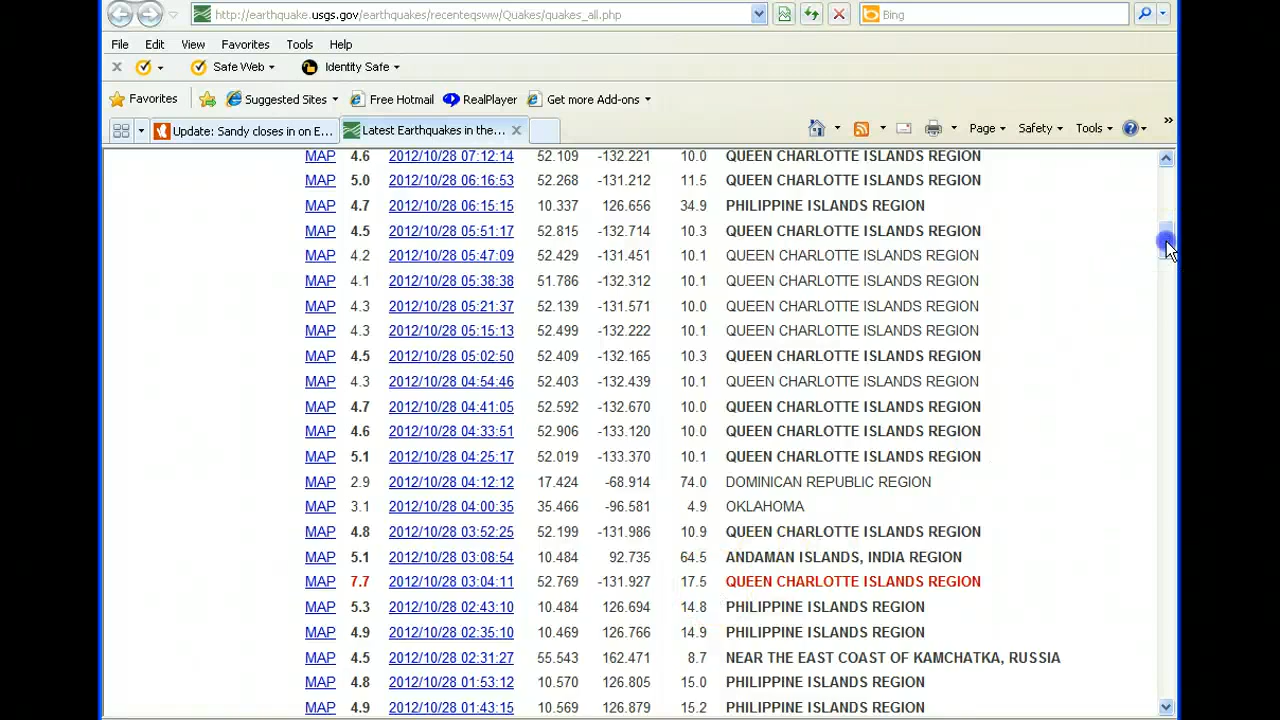 http://earthquake.usgs.gov/earthquakes/recenteqsww/Quakes/quakes_all.php Bing
File Edit View Favorites Tools Help
Safe Web Identity Safe
Favorites Suggested Sites Free Hotmail RealPlayer Get more Add-ons
Update: Sandy closes in on E... Latest Earthquakes in the... Page Safety Tools
MAP 4.6 2012/10/28 07:12:14 52.109 -132.221 10.0 QUEEN CHARLOTTE ISLANDS REGION
MAP 5.0 2012/10/28 06:16:53 52.268 -131.212 11.5 QUEEN CHARLOTTE ISLANDS REGION
MAP 4.7 2012/10/28 06:15:15 10.337 126.656 34.9 PHILIPPINE ISLANDS REGION
MAP 4.5 2012/10/28 05:51:17 52.815 -132.714 10.3 QUEEN CHARLOTTE ISLANDS REGION
MAP 4.2 2012/10/28 05:47:09 52.429 -131.451 10.1 QUEEN CHARLOTTE ISLANDS REGION
MAP 4.1 2012/10/28 05:38:38 51.786 -132.312 10.1 QUEEN CHARLOTTE ISLANDS REGION
MAP 4.3 2012/10/28 05:21:37 52.139 -131.571 10.0 QUEEN CHARLOTTE ISLANDS REGION
MAP 4.3 2012/10/28 05:15:13 52.499 -132.222 10.1 QUEEN CHARLOTTE ISLANDS REGION
MAP 4.5 2012/10/28 05:02:50 52.409 -132.165 10.3 QUEEN CHARLOTTE ISLANDS REGION
MAP 4.3 2012/10/28 04:54:46 52.403 -132.439 10.1 QUEEN CHARLOTTE ISLANDS REGION
MAP 4.7 2012/10/28 04:41:05 52.592 -132.670 10.0 QUEEN CHARLOTTE ISLANDS REGION
MAP 4.6 2012/10/28 04:33:51 52.906 -133.120 10.0 QUEEN CHARLOTTE ISLANDS REGION
MAP 5.1 2012/10/28 04:25:17 52.019 -133.370 10.1 QUEEN CHARLOTTE ISLANDS REGION
MAP 2.9 2012/10/28 04:12:12 17.424 -68.914 74.0 DOMINICAN REPUBLIC REGION
MAP 3.1 2012/10/28 04:00:35 35.466 -96.581 4.9 OKLAHOMA
MAP 4.8 2012/10/28 03:52:25 52.199 -131.986 10.9 QUEEN CHARLOTTE ISLANDS REGION
MAP 5.1 2012/10/28 03:08:54 10.484 92.735 64.5 ANDAMAN ISLANDS, INDIA REGION
MAP 7.7 2012/10/28 03:04:11 52.769 -131.927 17.5 QUEEN CHARLOTTE ISLANDS REGION
MAP 5.3 2012/10/28 02:43:10 10.484 126.694 14.8 PHILIPPINE ISLANDS REGION
MAP 4.9 2012/10/28 02:35:10 10.469 126.766 14.9 PHILIPPINE ISLANDS REGION
MAP 4.5 2012/10/28 02:31:27 55.543 162.471 8.7 NEAR THE EAST COAST OF KAMCHATKA, RUSSIA
MAP 4.8 2012/10/28 01:53:12 10.570 126.805 15.0 PHILIPPINE ISLANDS REGION
MAP 4.9 2012/10/28 01:43:15 10.569 126.879 15.2 PHILIPPINE ISLANDS REGION